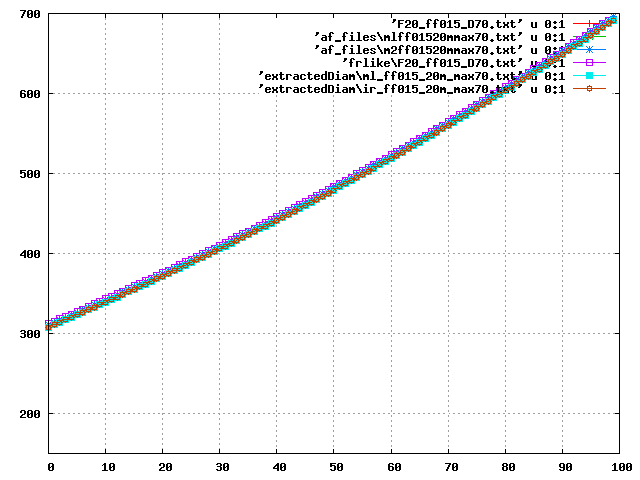 700
600
500
400
300
200
0 10 20 30 40 50 60 70 80 90 100
'F20_ff015_D70.txt' u 0:1
'af_files\mlff01520mmax70.txt' u 0:1
'af_files\m2ff01520mmax70.txt' u 0:1
'frlike\F20_ff015_D70.txt' u 0:1
'extractedDiam\ml_ff015_20m_max70.txt' u 0:1
'extractedDiam\ir_ff015_20m_max70.txt' u 0:1